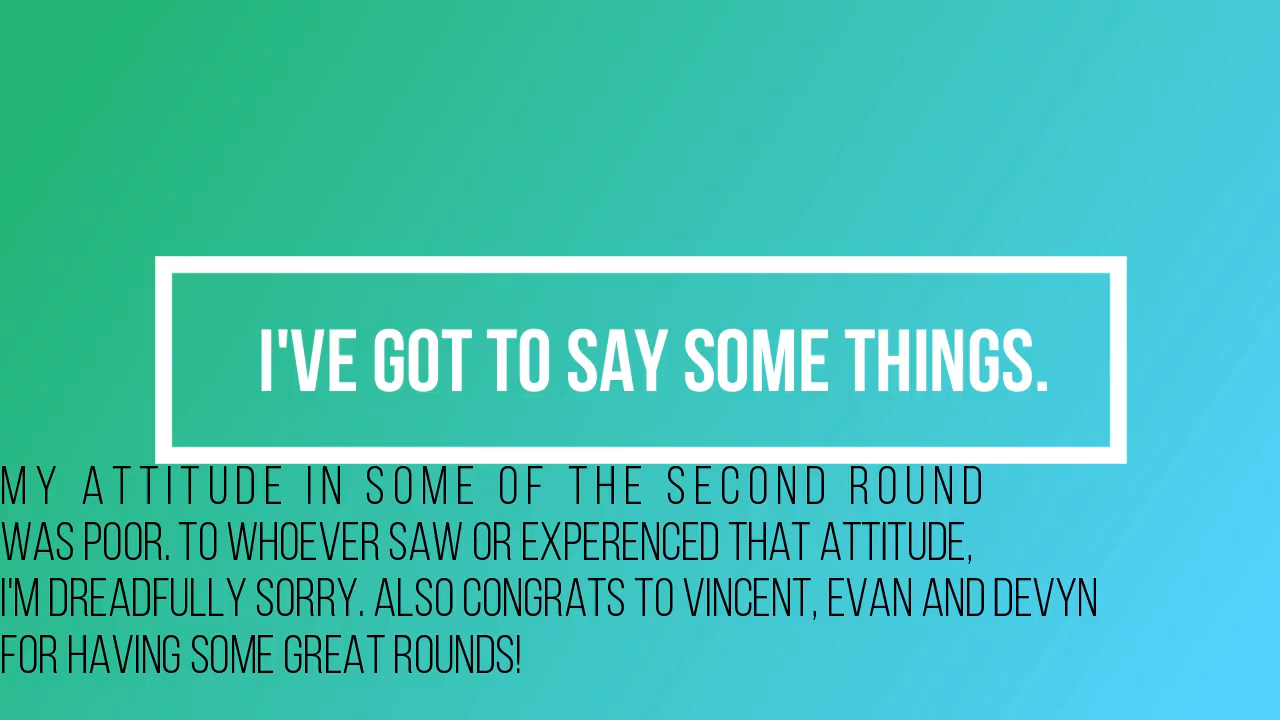 I'VE GOT TO SAY SOME THINGS.
MY ATTITUDE IN SOME OF THE SECOND ROUND
WAS POOR. TO WHOEVER SAW OR EXPERENCED THAT ATTITUDE,
I'M DREADFULLY SORRY. ALSO CONGRATS TO VINCENT, EVAN AND DEVYN
FOR HAVING SOME GREAT ROUNDS!